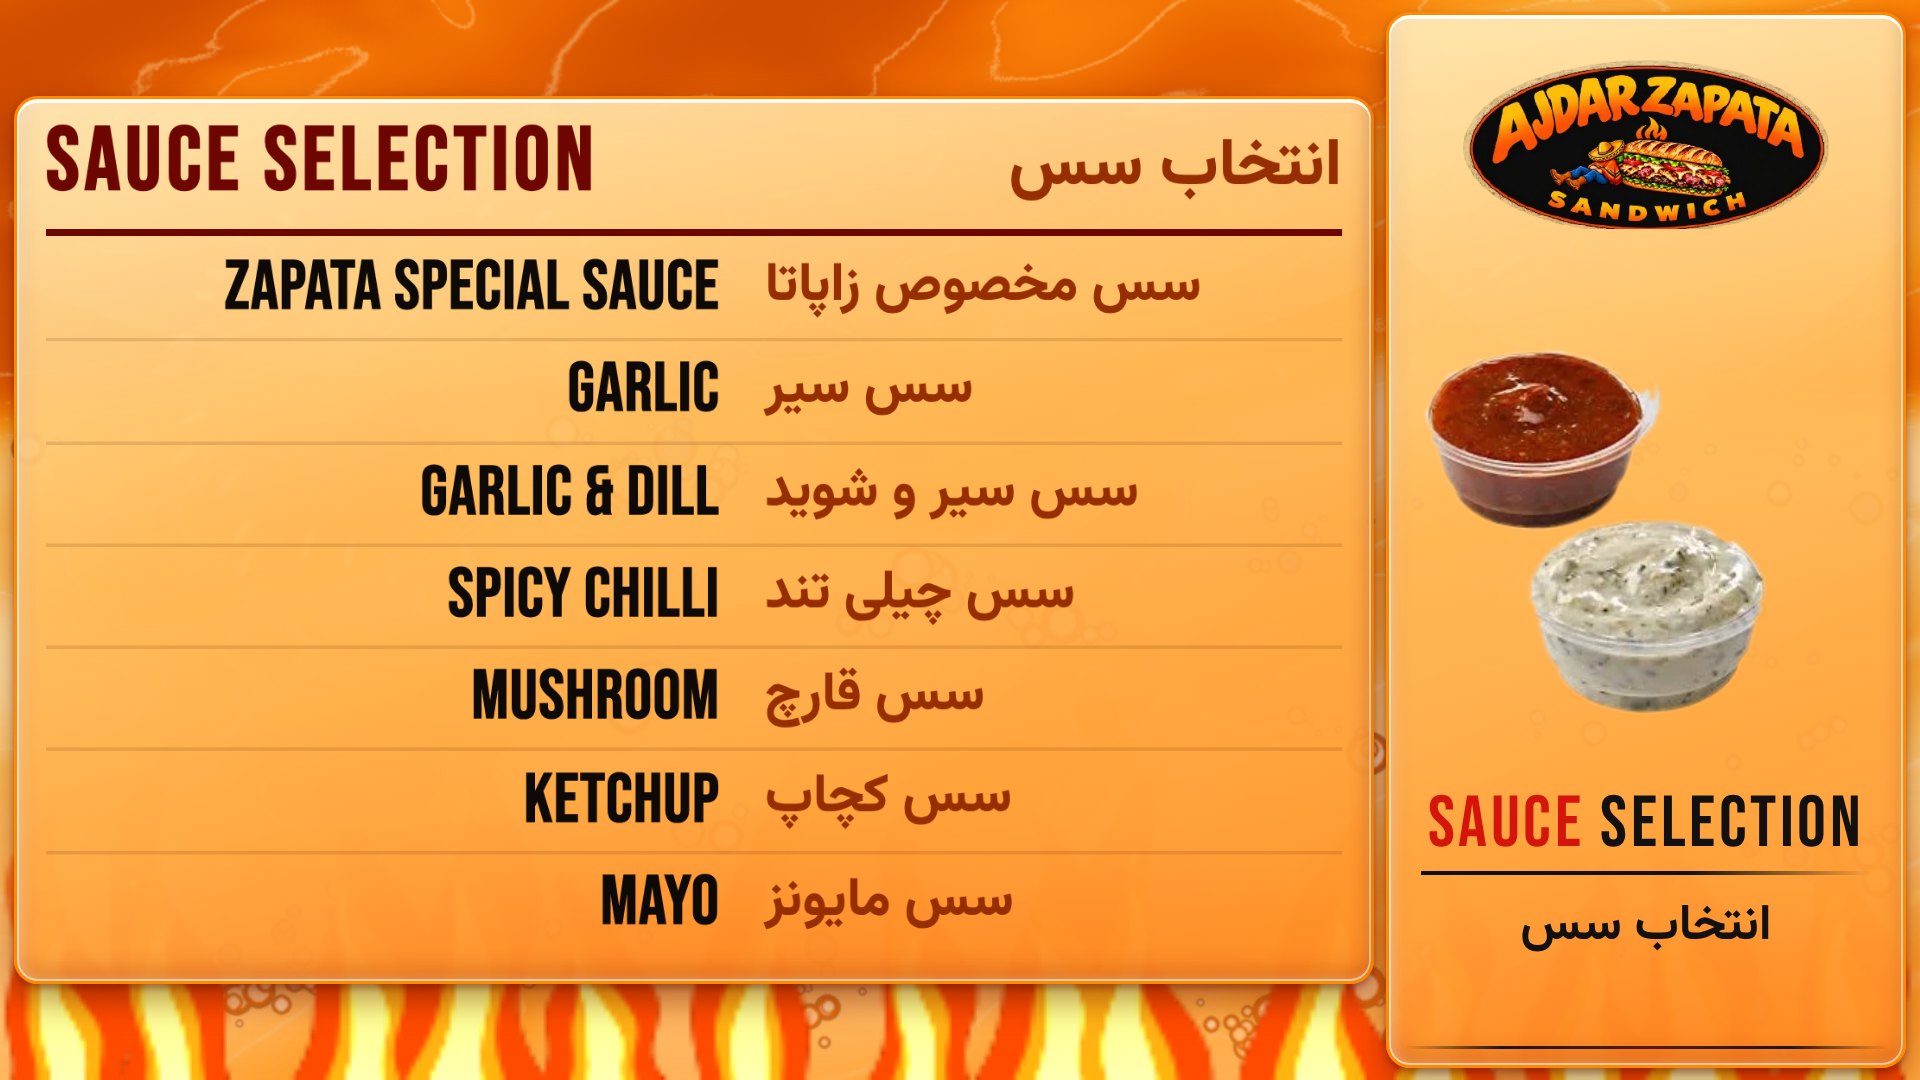 SAUCE SELECTION انتخاب سس
ZAPATA SPECIAL SAUCE سس مخصوص زاپاتا
GARLIC سس سیر
GARLIC & DILL سس سیر و شوید
SPICY CHILLI سس چیلی تند
MUSHROOM سس قارچ
KETCHUP سس کچاپ
MAYO سس مایونز
AJDAR ZAPATA
SANDWICH
SAUCE SELECTION
انتخاب سس